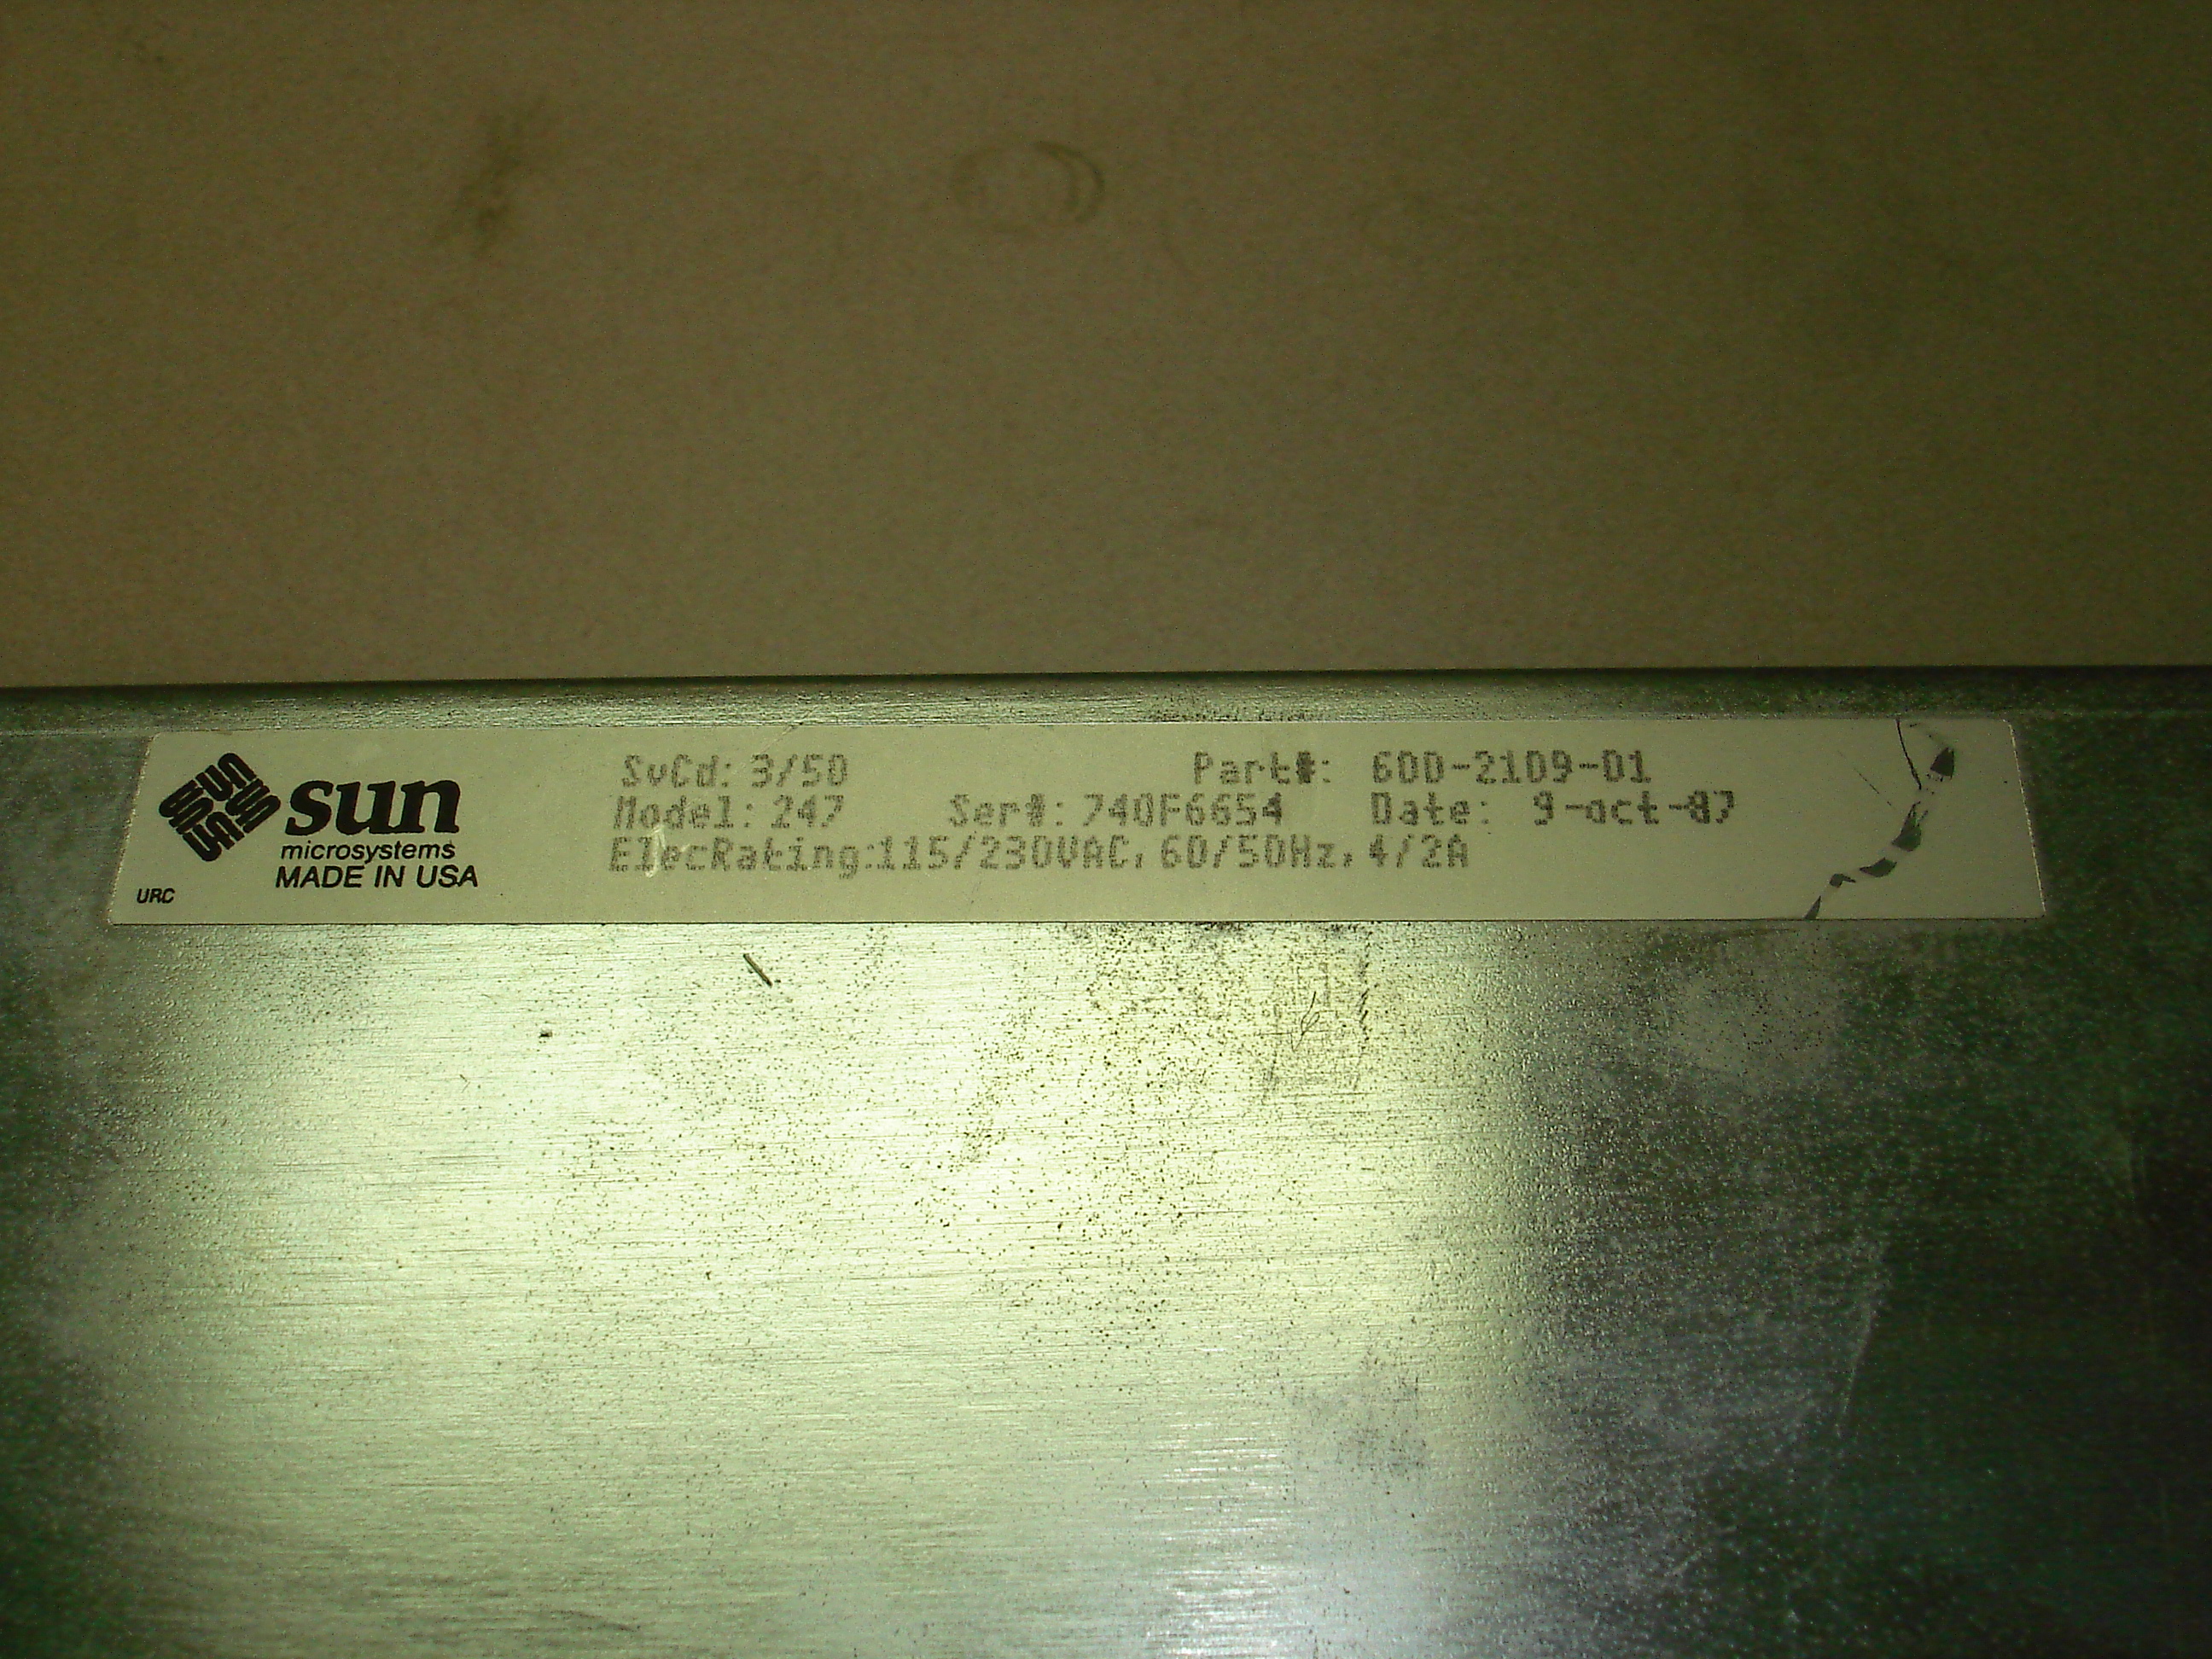 sun
microsystems
MADE IN USA
URC
SvCd: 3/50 Part#: 600-2109-01
Model: 247 Ser#: 740F6654 Date: 9-oct-87
ElecRating:115/230VAC, 60/50Hz, 4/2A